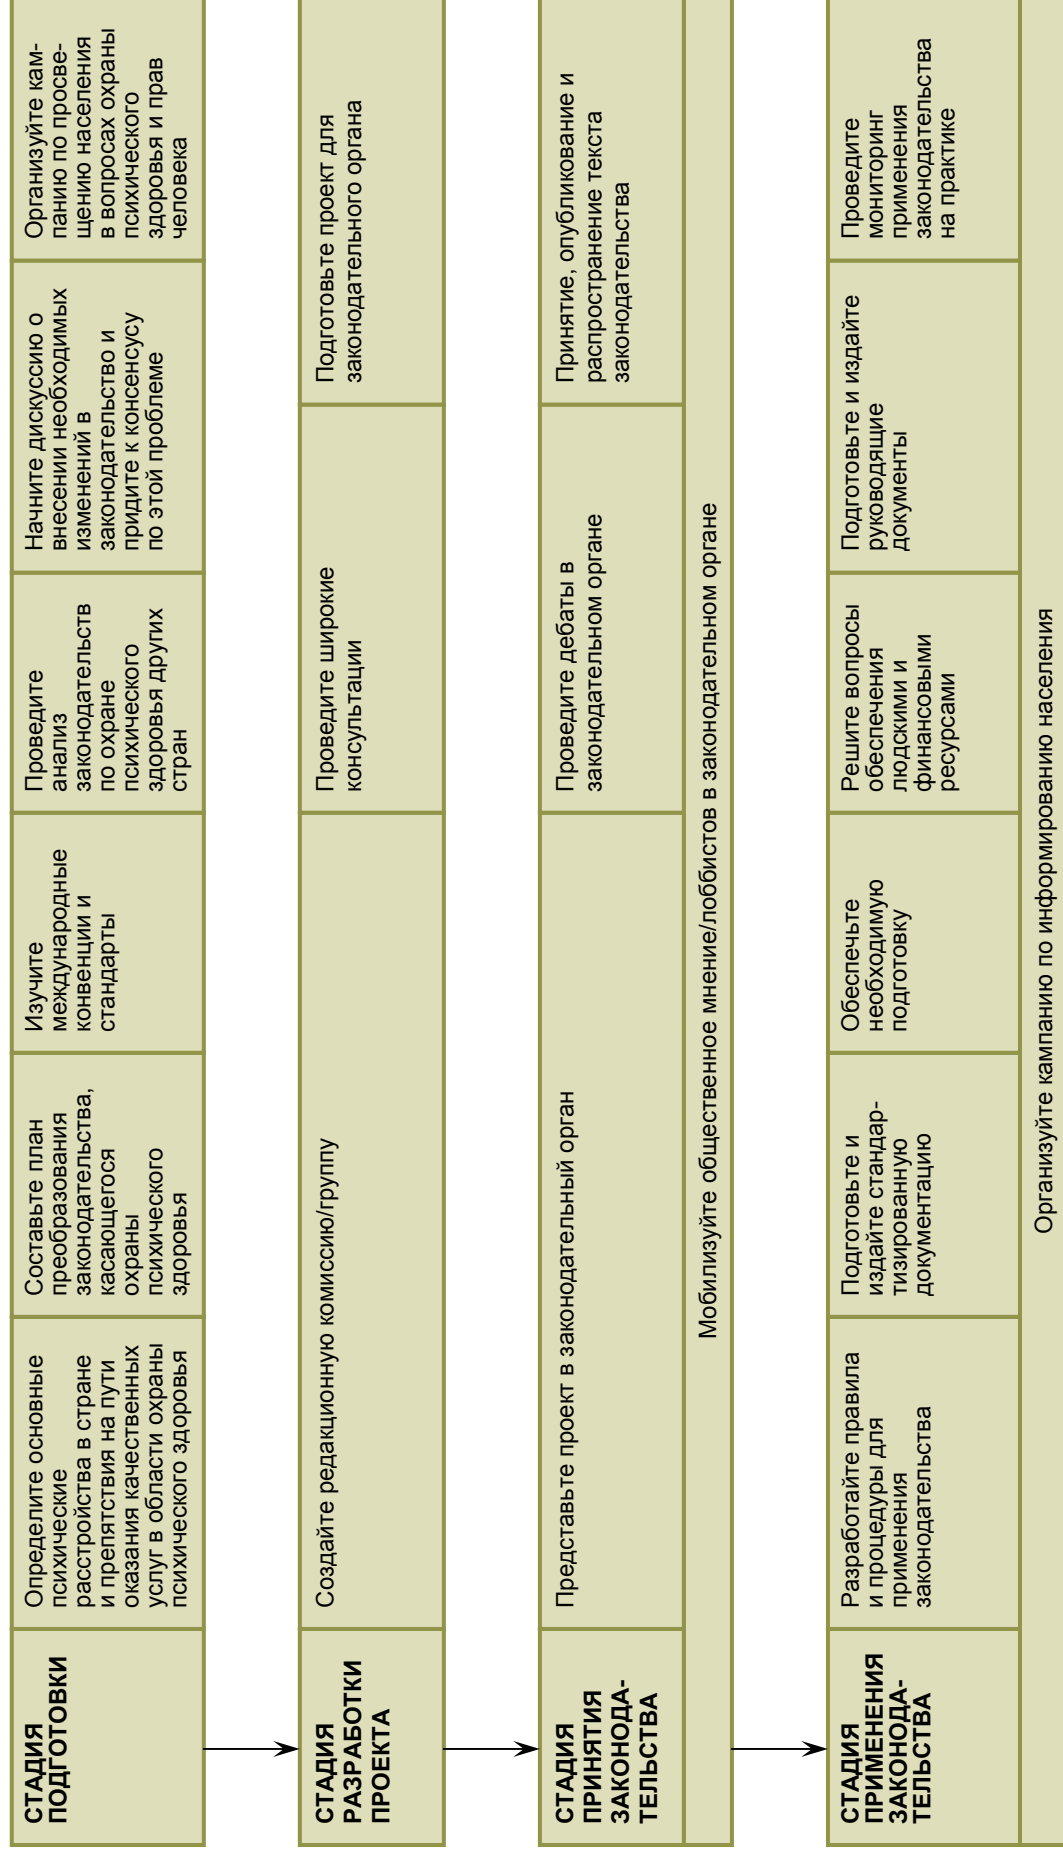 СТАДИЯ
ПОДГОТОВКИ
Определите основные
психические
расстройства в стране
и препятствия на пути
оказания качественных
услуг в области охраны
психического здоровья
Составьте план
преобразования
законодательства,
касающегося
охраны
психического
здоровья
Изучите
международные
конвенции и
стандарты
Проведите
анализ
законодательств
по охране
психического
здоровья других
стран
Начните дискуссию о
внесении необходимых
изменений в
законодательство и
придите к консенсусу
по этой проблеме
Организуйте кам-
панию по просве-
щению населения
в вопросах охраны
психического
здоровья и прав
человека
СТАДИЯ
РАЗРАБОТКИ
ПРОЕКТА
Создайте редакционную комиссию/группу
Проведите широкие
консультации
Подготовьте проект для
законодательного органа
СТАДИЯ
ПРИНЯТИЯ
ЗАКОНОДА-
ТЕЛЬСТВА
Представьте проект в законодательный орган
Проведите дебаты в
законодательном органе
Принятие, опубликование и
распространение текста
законодательства
Мобилизуйте общественное мнение/лоббистов в законодательном органе
СТАДИЯ
ПРИМЕНЕНИЯ
ЗАКОНОДА-
ТЕЛЬСТВА
Разработайте правила
и процедуры для
применения
законодательства
Подготовьте и
издайте стандар-
тизированную
документацию
Обеспечьте
необходимую
подготовку
Решите вопросы
обеспечения
людскими и
финансовыми
ресурсами
Подготовьте и издайте
руководящие
документы
Проведите
мониторинг
применения
законодательства
на практике
Организуйте кампанию по информированию населения